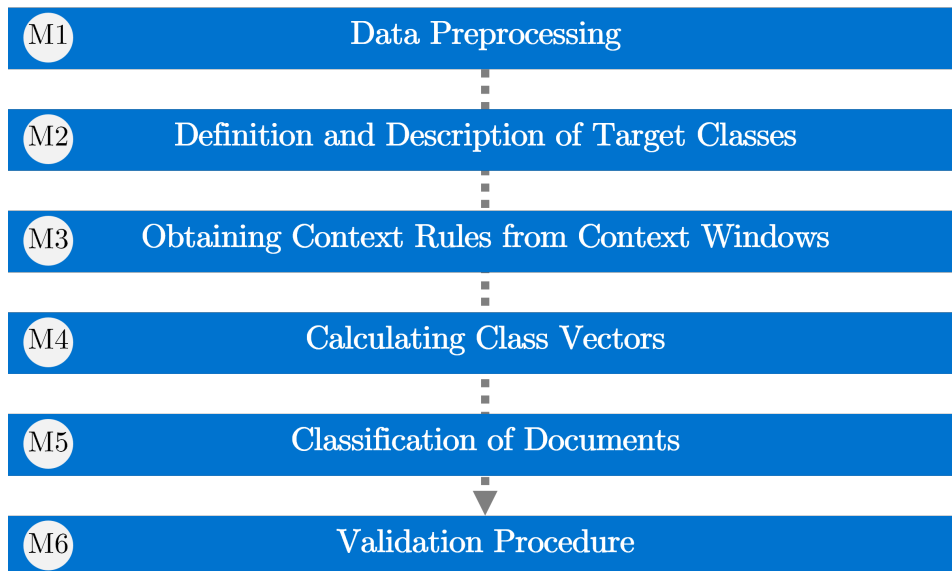 M1 Data Preprocessing
M2 Definition and Description of Target Classes
M3 Obtaining Context Rules from Context Windows
M4 Calculating Class Vectors
M5 Classification of Documents
M6 Validation Procedure